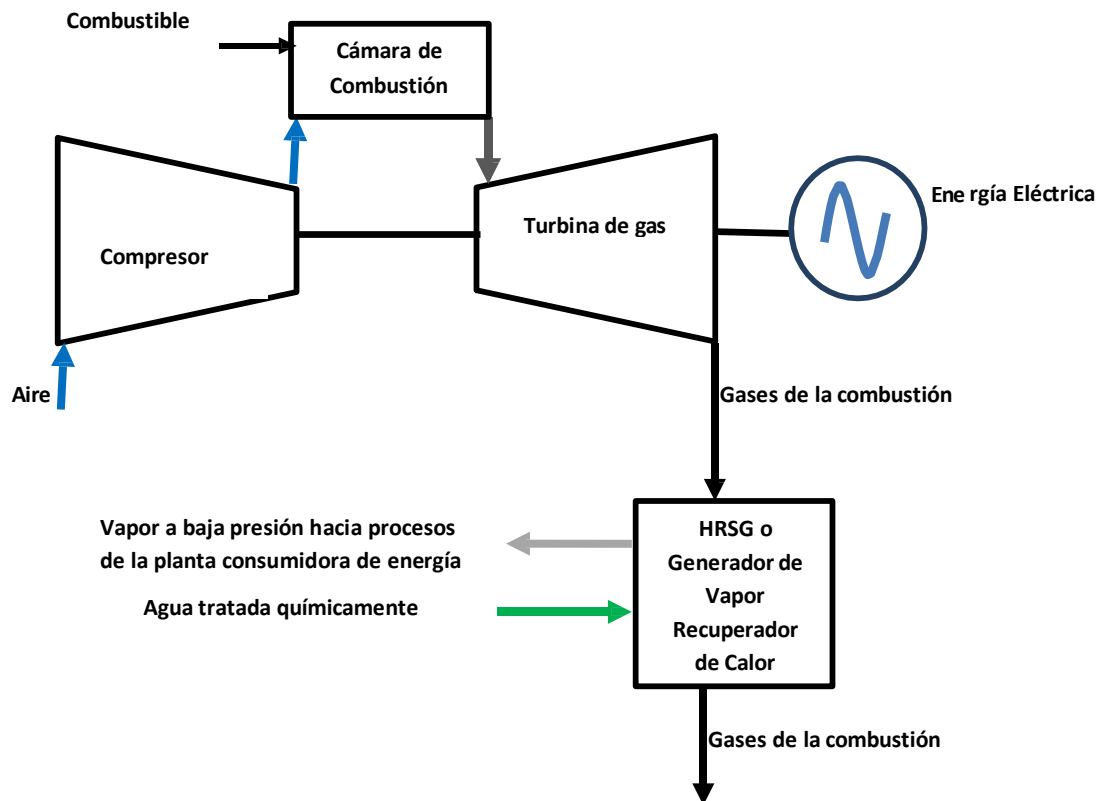 Combustible
Cámara de
Combustión
Compresor
Turbina de gas
Ene rgía Eléctrica
Aire
Gases de la combustión
Vapor a baja presión hacia procesos
de la planta consumidora de energía
Agua tratada químicamente
HRSG o
Generador de
Vapor
Recuperador
de Calor
Gases de la combustión